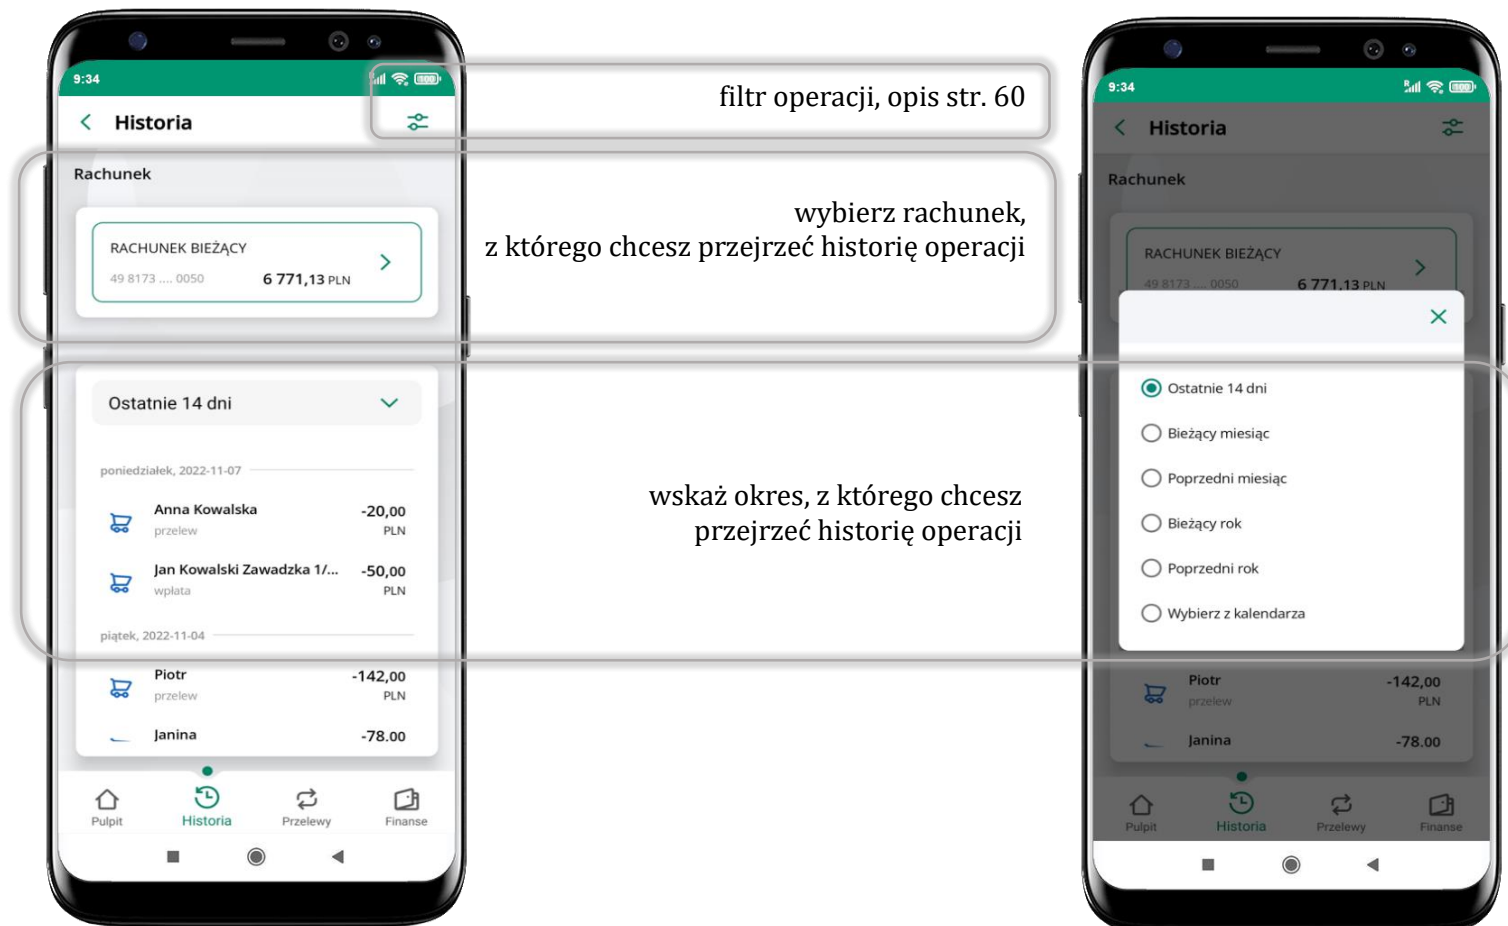 9:34
Historia
Rachunek
RACHUNEK BIEŻĄCY
49 8173 .... 0050 6 771,13 PLN
Ostatnie 14 dni
poniedziałek, 2022-11-07
Anna Kowalska -20,00
przelew PLN
Jan Kowalski Zawadzka 1/... -50,00
wpłata PLN
piątek, 2022-11-04
Piotr -142,00
przelew PLN
Janina -78.00
Pulpit Historia Przelewy Finanse
filtr operacji, opis str. 60
wybierz rachunek,
z którego chcesz przejrzeć historię operacji
wskaż okres, z którego chcesz
przejrzeć historię operacji
9:34
Historia
Rachunek
RACHUNEK BIEŻĄCY
49 8173 .... 0050 6 771,13 PLN
Ostatnie 14 dni
Bieżący miesiąc
Poprzedni miesiąc
Bieżący rok
Poprzedni rok
Wybierz z kalendarza
Piotr -142,00
przelew PLN
Janina -78.00
Pulpit Historia Przelewy Finanse